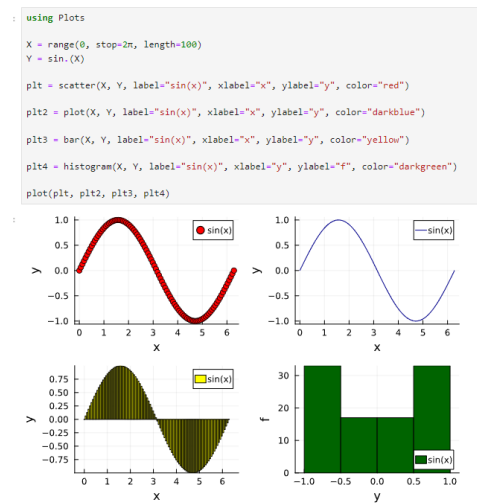 using Plots
X = range(0, stop=2π, length=100)
Y = sin.(X)
plt = scatter(X, Y, label="sin(x)", xlabel="x", ylabel="y", color="red")
plt2 = plot(X, Y, label="sin(x)", xlabel="x", ylabel="y", color="darkblue")
plt3 = bar(X, Y, label="sin(x)", xlabel="x", ylabel="y", color="yellow")
plt4 = histogram(X, Y, label="sin(x)", xlabel="y", ylabel="f", color="darkgreen")
plot(plt, plt2, plt3, plt4)
1.0
0.5
0.0
−0.5
−1.0
y
sin(x)
0 1 2 3 4 5 6
x
1.0
0.5
0.0
−0.5
−1.0
y
sin(x)
0 1 2 3 4 5 6
x
0.75
0.50
0.25
0.00
−0.25
−0.50
−0.75
y
sin(x)
0 1 2 3 4 5 6
x
30
20
10
0
f
sin(x)
−1.0 −0.5 0.0 0.5 1.0
y